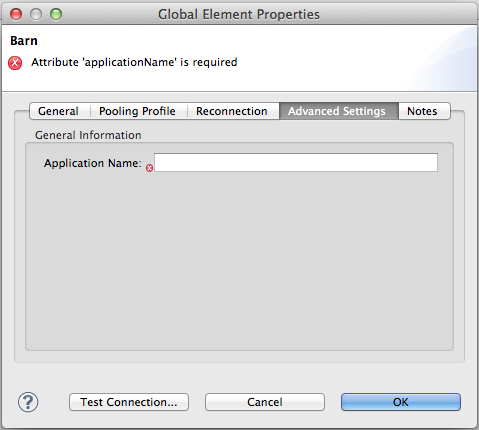 Global Element Properties
Barn
Attribute 'applicationName' is required
General Pooling Profile Reconnection Advanced Settings Notes
General Information
Application Name:
? Test Connection... Cancel OK